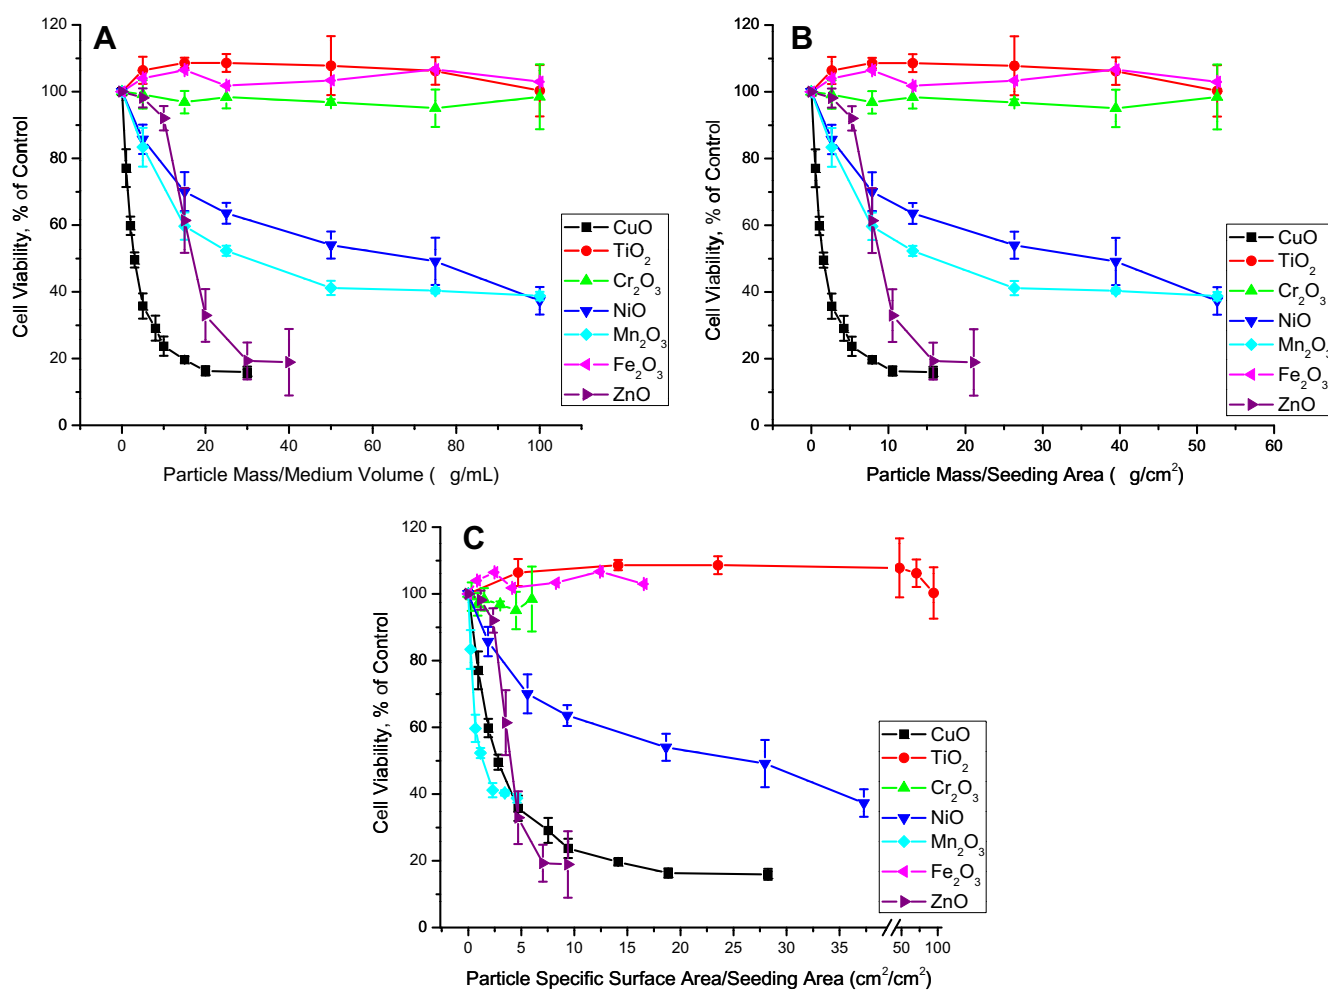 A
120
100
80
60
40
20
0
Cell Viability, % of Control
0 20 40 60 80 100
Particle Mass/Medium Volume ( g/mL)
CuO
TiO2
Cr2O3
NiO
Mn2O3
Fe2O3
ZnO
B
120
100
80
60
40
20
0
Cell Viability, % of Control
0 10 20 30 40 50 60
Particle Mass/Seeding Area ( g/cm²)
CuO
TiO2
Cr2O3
NiO
Mn2O3
Fe2O3
ZnO
C
120
100
80
60
40
20
0
Cell Viability, % of Control
0 5 10 15 20 25 30 35 50 100
Particle Specific Surface Area/Seeding Area (cm²/cm²)
CuO
TiO2
Cr2O3
NiO
Mn2O3
Fe2O3
ZnO